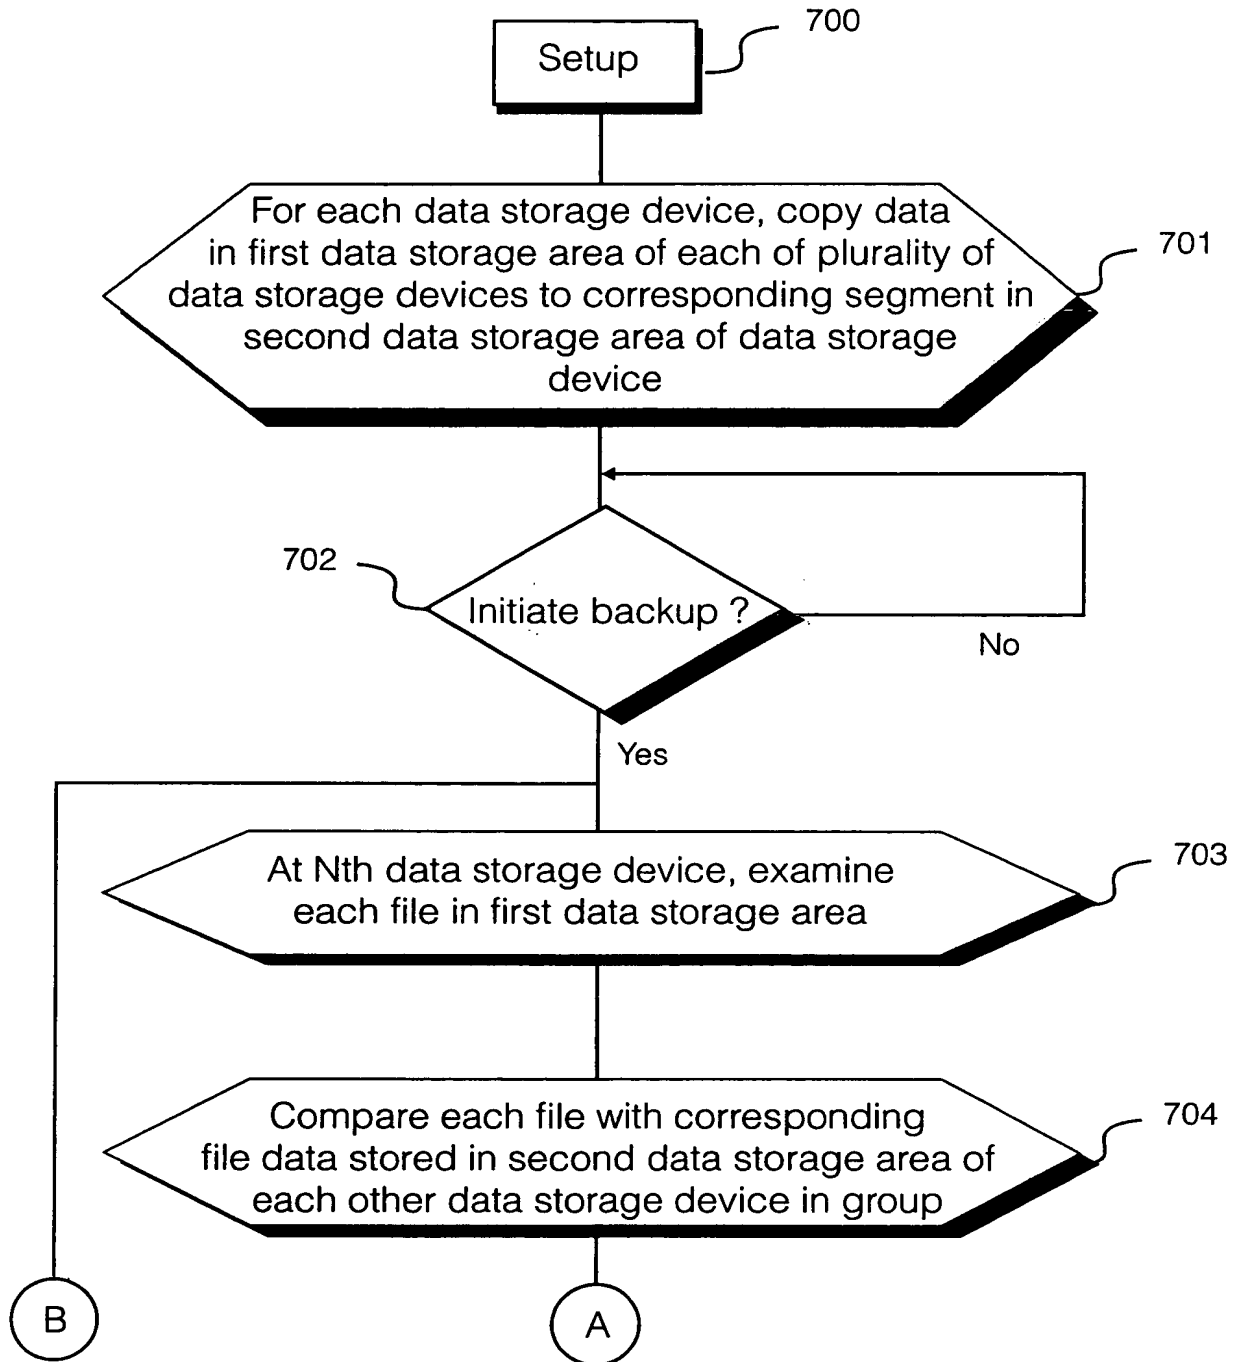 700
Setup
For each data storage device, copy data
in first data storage area of each of plurality of
data storage devices to corresponding segment in
second data storage area of data storage
device
701
702
Initiate backup ?
No
Yes
At Nth data storage device, examine
each file in first data storage area
703
Compare each file with corresponding
file data stored in second data storage area of
each other data storage device in group
704
B
A